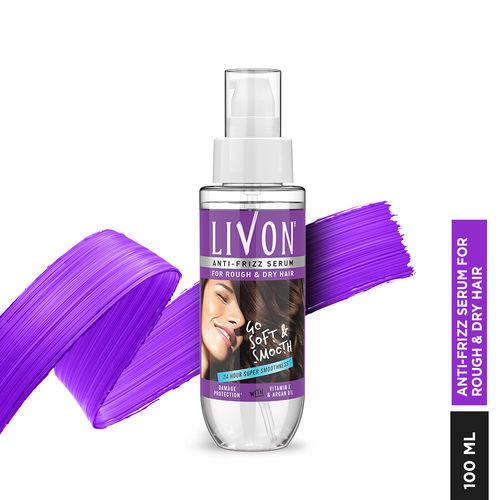 LIVON
ANTI-FRIZZ SERUM
FOR ROUGH & DRY HAIR
GO
SOFT &
SMOOTH
24 HOUR SUPER SMOOTHNESS*
DAMAGE
PROTECTION*
WITH
VITAMIN E
& ARGAN OIL
ANTI-FRIZZ SERUM FOR
ROUGH & DRY HAIR
100 ML